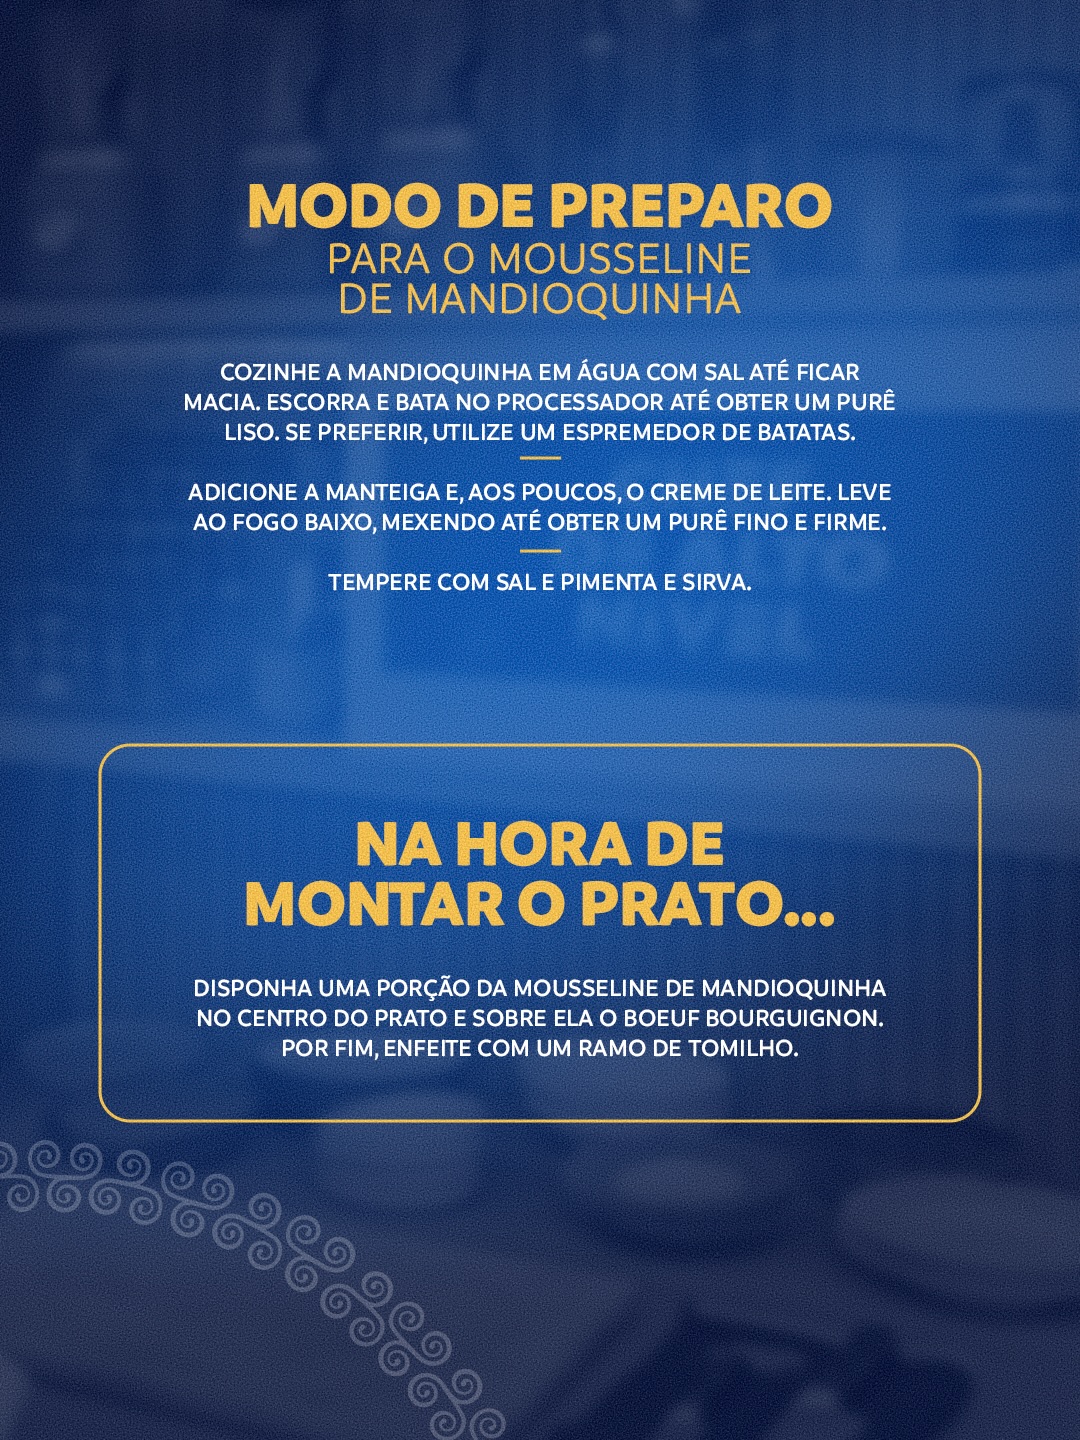 MODO DE PREPARO
PARA O MOUSSELINE
DE MANDIOQUINHA
COZINHE A MANDIOQUINHA EM ÁGUA COM SAL ATÉ FICAR
MACIA. ESCORRA E BATA NO PROCESSADOR ATÉ OBTER UM PURÊ
LISO. SE PREFERIR, UTILIZE UM ESPREMEDOR DE BATATAS.
ADICIONE A MANTEIGA E, AOS POUCOS, O CREME DE LEITE. LEVE
AO FOGO BAIXO, MEXENDO ATÉ OBTER UM PURÊ FINO E FIRME.
TEMPERE COM SAL E PIMENTA E SIRVA.
NA HORA DE
MONTAR O PRATO...
DISPONHA UMA PORÇÃO DA MOUSSELINE DE MANDIOQUINHA
NO CENTRO DO PRATO E SOBRE ELA O BOEUF BOURGUIGNON.
POR FIM, ENFEITE COM UM RAMO DE TOMILHO.